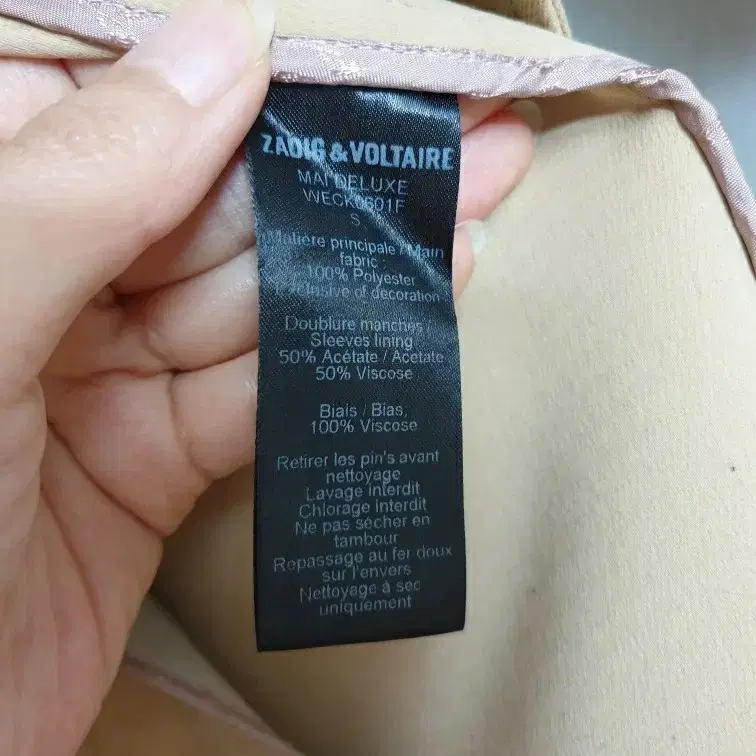 ZADIG & VOLTAIRE
MAI DELUXE
WECK0601F
S
Matière principale / Main
fabric :
100% Polyester
Exclusive of decoration
Doublure manches /
Sleeves lining
50% Acétate / Acetate
50% Viscose
Biais / Bias:
100% Viscose
Retirer les pin's avant
nettoyage
Lavage Interdit
Chlorage Interdit
Ne pas sécher en
tambour
Repassage au fer doux
sur l'envers
Nettoyage à sec
uniquement